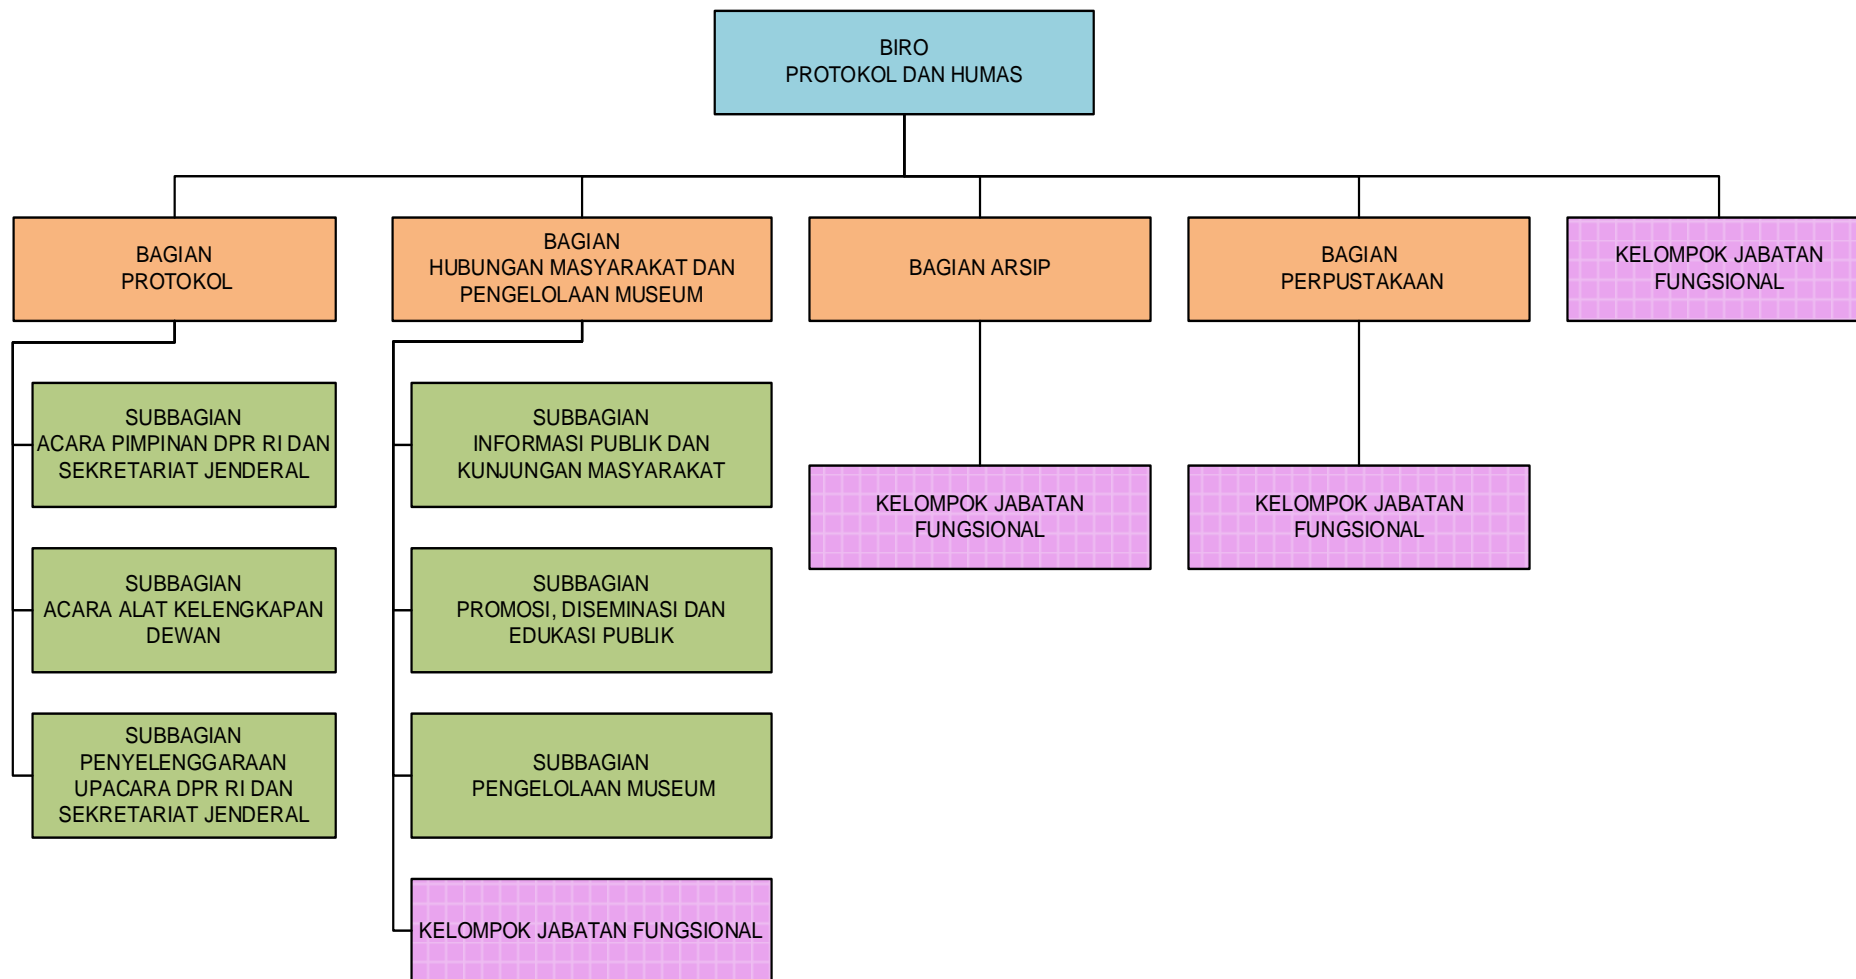 BIRO
PROTOKOL DAN HUMAS
BAGIAN
PROTOKOL
BAGIAN
HUBUNGAN MASYARAKAT DAN
PENGELOLAAN MUSEUM
BAGIAN ARSIP
BAGIAN
PERPUSTAKAAN
KELOMPOK JABATAN
FUNGSIONAL
SUBBAGIAN
ACARA PIMPINAN DPR RI DAN
SEKRETARIAT JENDERAL
SUBBAGIAN
INFORMASI PUBLIK DAN
KUNJUNGAN MASYARAKAT
KELOMPOK JABATAN
FUNGSIONAL
KELOMPOK JABATAN
FUNGSIONAL
SUBBAGIAN
ACARA ALAT KELENGKAPAN
DEWAN
SUBBAGIAN
PROMOSI, DISEMINASI DAN
EDUKASI PUBLIK
SUBBAGIAN
PENYELENGGARAAN
UPACARA DPR RI DAN
SEKRETARIAT JENDERAL
SUBBAGIAN
PENGELOLAAN MUSEUM
KELOMPOK JABATAN FUNGSIONAL